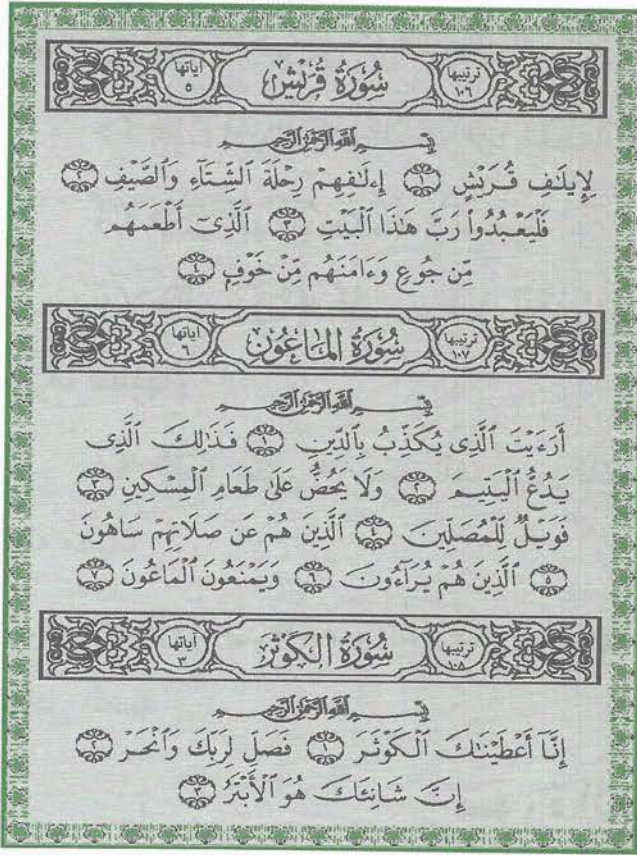 ترتيبها ١٠٦ سُورَةُ قُرَيْشٍ آياتها ٥
بِسْمِ اللَّهِ الرَّحْمَٰنِ الرَّحِيمِ
لِإِيلَٰفِ قُرَيْشٍ ١ إِۦلَٰفِهِمْ رِحْلَةَ ٱلشِّتَآءِ وَٱلصَّيْفِ ٢
فَلْيَعْبُدُوا۟ رَبَّ هَٰذَا ٱلْبَيْتِ ٣ ٱلَّذِىٓ أَطْعَمَهُم
مِّن جُوعٍ وَءَامَنَهُم مِّنْ خَوْفٍ ٤
ترتيبها ١٠٧ سُورَةُ المَاعُونِ آياتها ٦
بِسْمِ اللَّهِ الرَّحْمَٰنِ الرَّحِيمِ
أَرَءَيْتَ ٱلَّذِى يُكَذِّبُ بِٱلدِّينِ ١ فَذَٰلِكَ ٱلَّذِى
يَدُعُّ ٱلْيَتِيمَ ٢ وَلَا يَحُضُّ عَلَىٰ طَعَامِ ٱلْمِسْكِينِ ٣
فَوَيْلٌ لِّلْمُصَلِّينَ ٤ ٱلَّذِينَ هُمْ عَن صَلَاتِهِمْ سَاهُونَ
٥ ٱلَّذِينَ هُمْ يُرَآءُونَ ٦ وَيَمْنَعُونَ ٱلْمَاعُونَ ٧
ترتيبها ١٠٨ سُورَةُ الكَوْثَرِ آياتها ٣
بِسْمِ اللَّهِ الرَّحْمَٰنِ الرَّحِيمِ
إِنَّآ أَعْطَيْنَٰكَ ٱلْكَوْثَرَ ١ فَصَلِّ لِرَبِّكَ وَٱنْحَرْ ٢
إِنَّ شَانِئَكَ هُوَ ٱلْأَبْتَرُ ٣